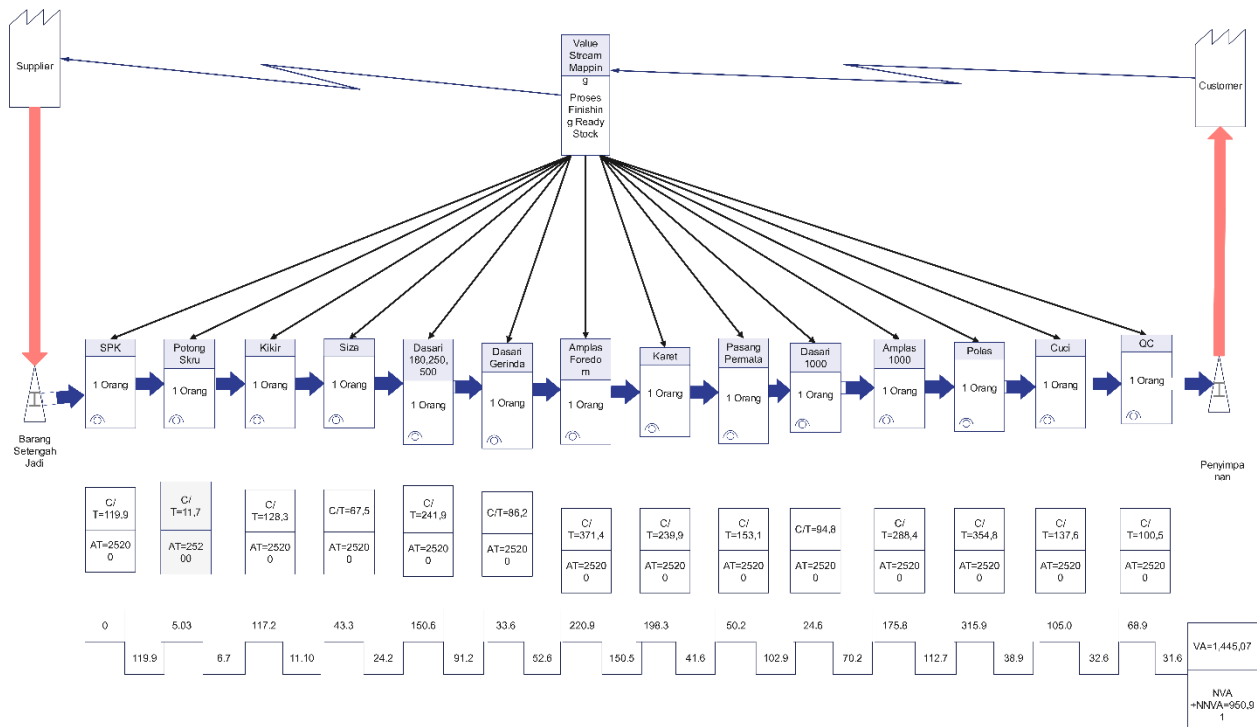 Supplier
Value
Stream
Mappin
g
Proses
Finishin
g Ready
Stock
Customer
SPK
1 Orang
Potong
Skru
1 Orang
Kikir
1 Orang
Siza
1 Orang
Dasari
180,250,
500
1 Orang
Dasari
Gerinda
1 Orang
Amplas
Foredo
m
1 Orang
Karet
1 Orang
Pasang
Permata
1 Orang
Dasari
1000
1 Orang
Amplas
1000
1 Orang
Polas
1 Orang
Cuci
1 Orang
QC
1 Orang
Barang
Setengah
Jadi
Penyimpa
nan
C/
T=119,9
AT=2520
0
C/
T=11,7
AT=252
00
C/
T=128,3
AT=2520
0
C/T=67,5
AT=2520
0
C/
T=241,9
AT=2520
0
C/T=86,2
AT=2520
0
C/
T=371,4
AT=2520
0
C/
T=239,9
AT=2520
0
C/
T=153,1
AT=2520
0
C/T=94,8
AT=2520
0
C/
T=288,4
AT=2520
0
C/
T=354,8
AT=2520
0
C/
T=137,6
AT=2520
0
C/
T=100,5
AT=2520
0
0 5.03 117.2 43.3 150.6 33.6 220.9 198.3 50.2 24.6 175.8 315.9 105.0 68.9
119.9 6.7 11.10 24.2 91.2 52.6 150.5 41.6 102.9 70.2 112.7 38.9 32.6 31.6
VA=1,445,07
NVA
+NNVA=950,9
1